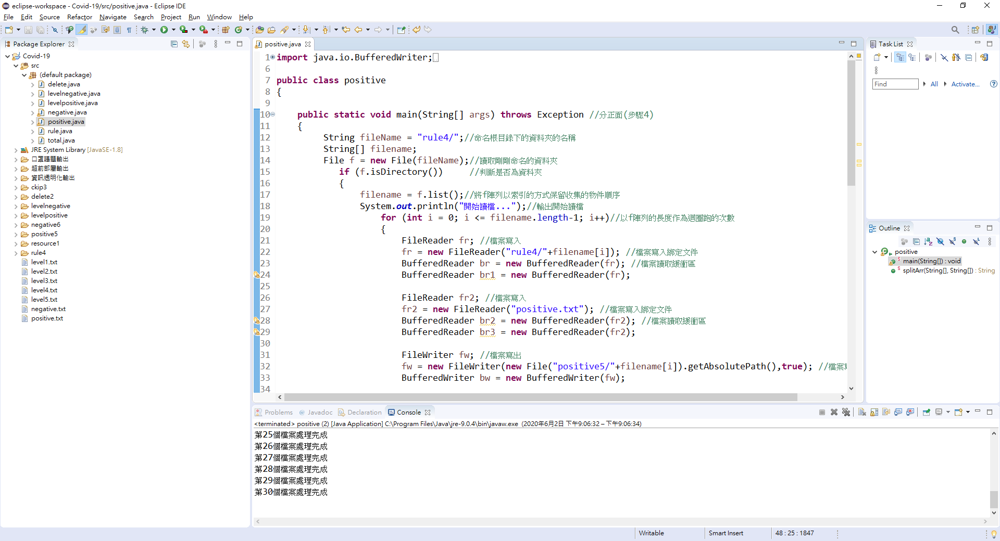 eclipse-workspace - Covid-19/src/positive.java - Eclipse IDE
File Edit Source Refactor Navigate Search Project Run Window Help
Package Explorer
Covid-19
src
(default package)
delete.java
levelnegative.java
levelpositive.java
negative.java
positive.java
rule.java
total.java
JRE System Library [JavaSE-1.8]
口罩議題輸出
超前部屬輸出
資訊透明化輸出
ckip3
delete2
levelnegative
levelpositive
negative6
positive5
resource1
rule4
level1.txt
level2.txt
level3.txt
level4.txt
level5.txt
negative.txt
positive.txt
positive.java
1 import java.io.BufferedWriter;
6
7 public class positive
8 {
9
10 public static void main(String[] args) throws Exception //分正面(步驟4)
11 {
12 String fileName = "rule4/";//命名根目錄下的資料夾的名稱
13 String[] filename;
14 File f = new File(fileName);//讀取剛剛命名的資料夾
15 if (f.isDirectory()) //判斷是否為資料夾
16 {
17 filename = f.list();//將f陣列以索引的方式保留收集的物件順序
18 System.out.println("開始讀檔...");//輸出開始讀檔
19 for (int i = 0; i <= filename.length-1; i++)//以f陣列的長度作為迴圈跑的次數
20 {
21 FileReader fr; //檔案寫入
22 fr = new FileReader("rule4/"+filename[i]); //檔案寫入綁定文件
23 BufferedReader br = new BufferedReader(fr); //檔案讀取緩衝區
24 BufferedReader br1 = new BufferedReader(fr);
25
26 FileReader fr2; //檔案寫入
27 fr2 = new FileReader("positive.txt"); //檔案寫入綁定文件
28 BufferedReader br2 = new BufferedReader(fr2); //檔案讀取緩衝區
29 BufferedReader br3 = new BufferedReader(fr2);
30
31 FileWriter fw; //檔案寫出
32 fw = new FileWriter(new File("positive5/"+filename[i]).getAbsolutePath(),true); //檔案
33 BufferedWriter bw = new BufferedWriter(fw);
34
Problems @ Javadoc Declaration Console
<terminated> positive (2) [Java Application] C:\Program Files\Java\jre-9.0.4\bin\javaw.exe (2020年6月2日 下午9:06:32 – 下午9:06:34)
第25個檔案處理完成
第26個檔案處理完成
第27個檔案處理完成
第28個檔案處理完成
第29個檔案處理完成
第30個檔案處理完成
Task List
Find All Activate...
Outline
positive
main(String[]) : void
splitArr(String[], String[]) : String
Writable Smart Insert 48 : 25 : 1847